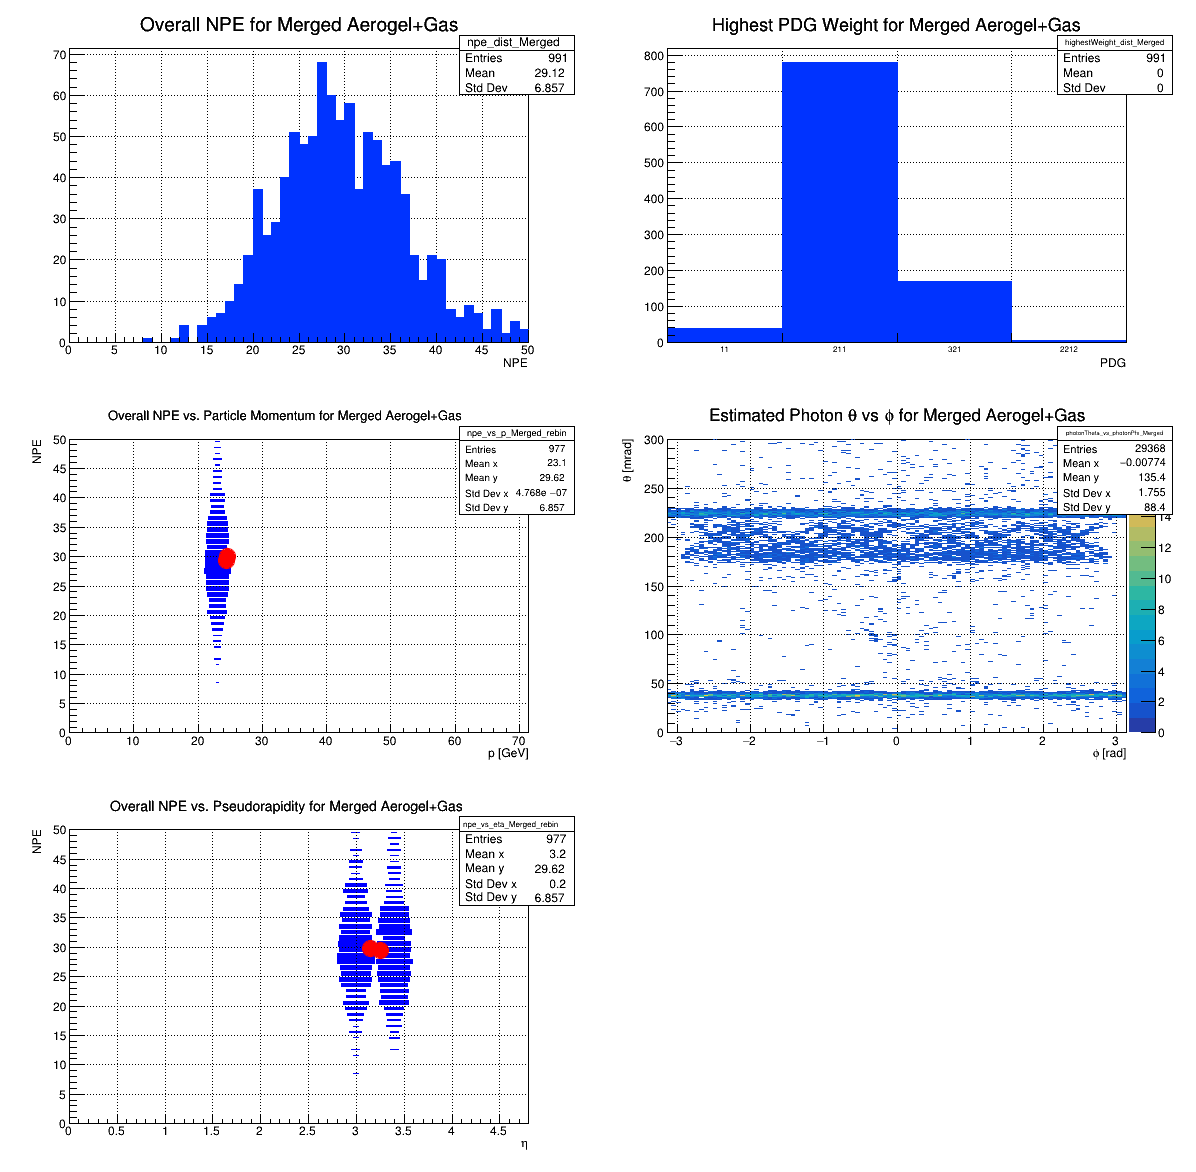 Overall NPE for Merged Aerogel+Gas
npe_dist_Merged
Entries 991
Mean 29.12
Std Dev 6.857
70
60
50
40
30
20
10
0
0 5 10 15 20 25 30 35 40 45 50
NPE
Highest PDG Weight for Merged Aerogel+Gas
highestWeight_dist_Merged
Entries 991
Mean 0
Std Dev 0
800
700
600
500
400
300
200
100
0
11 211 321 2212
PDG
Overall NPE vs. Particle Momentum for Merged Aerogel+Gas
npe_vs_p_Merged_rebin
Entries 977
Mean x 23.1
Mean y 29.62
Std Dev x 4.768e −07
Std Dev y 6.857
NPE
50
45
40
35
30
25
20
15
10
5
0
0 10 20 30 40 50 60 70
p [GeV]
Estimated Photon θ vs ϕ for Merged Aerogel+Gas
photonTheta_vs_photonPhi_Merged
Entries 29368
Mean x −0.00774
Mean y 135.4
Std Dev x 1.755
Std Dev y 88.4
θ [mrad]
300
250
200
150
100
50
0
−3 −2 −1 0 1 2 3
ϕ [rad]
14
12
10
8
6
4
2
0
Overall NPE vs. Pseudorapidity for Merged Aerogel+Gas
npe_vs_eta_Merged_rebin
Entries 977
Mean x 3.2
Mean y 29.62
Std Dev x 0.2
Std Dev y 6.857
NPE
50
45
40
35
30
25
20
15
10
5
0
0 0.5 1 1.5 2 2.5 3 3.5 4 4.5
η